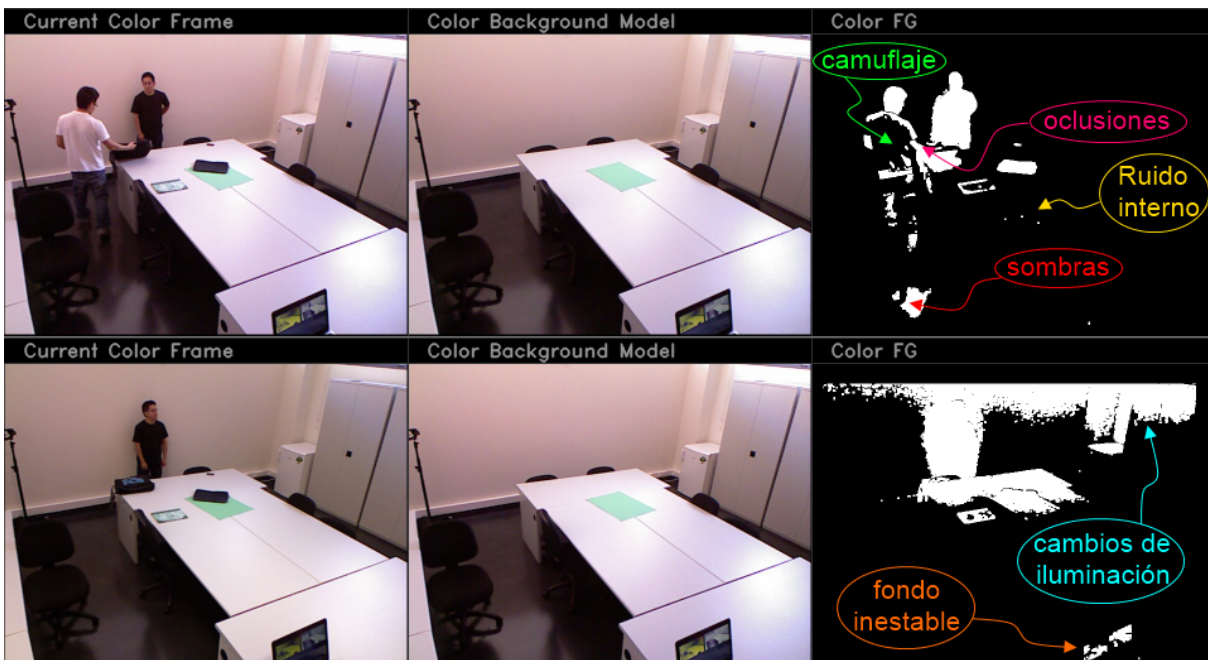 Current Color Frame
Color Background Model
Color FG
camuflaje
oclusiones
Ruido
interno
sombras
Current Color Frame
Color Background Model
Color FG
cambios de
iluminación
fondo
inestable